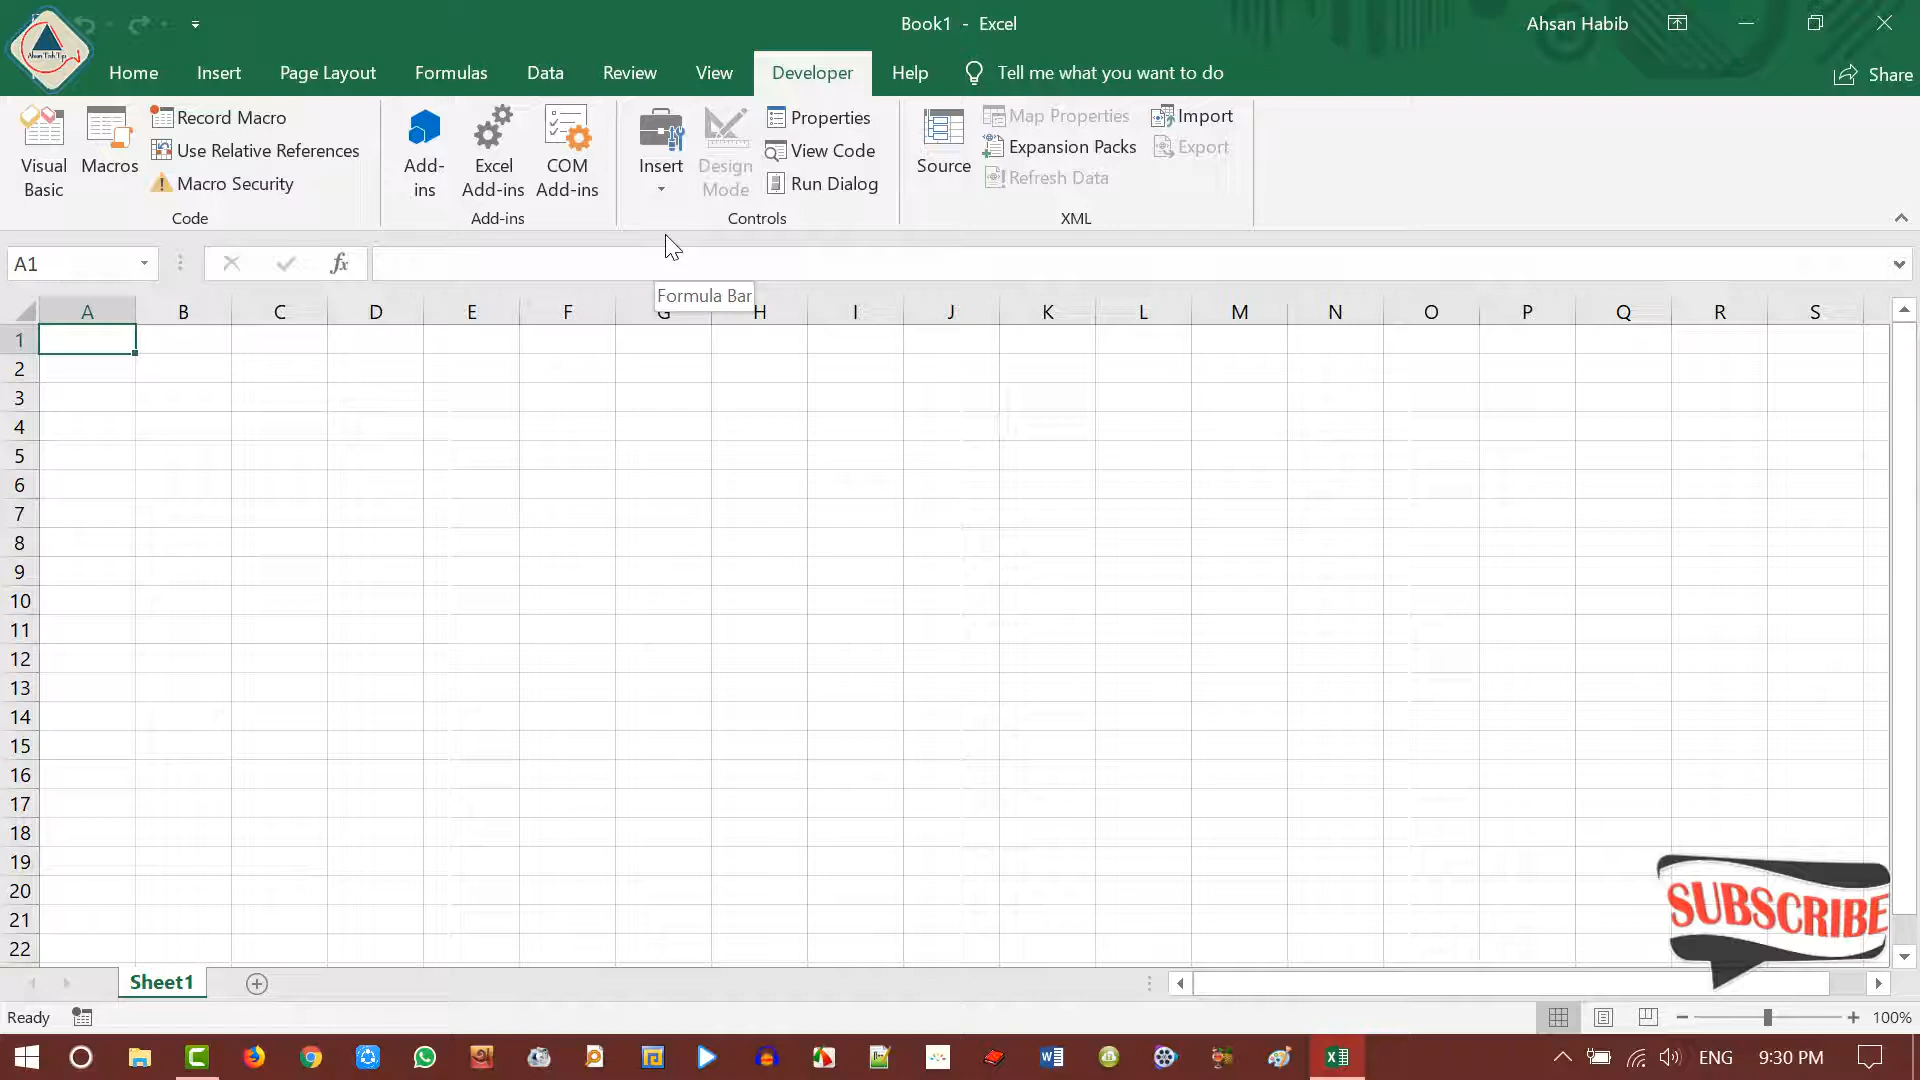 Book1 - Excel
Ahsan Habib
Ahsan Tech Tips
Home Insert Page Layout Formulas Data Review View Developer Help Tell me what you want to do Share
Visual Basic
Macros
Record Macro
Use Relative References
Macro Security
Code
Add-ins
Excel Add-ins
COM Add-ins
Add-ins
Insert
Design Mode
Properties
View Code
Run Dialog
Controls
Source
Map Properties
Expansion Packs
Refresh Data
Import
Export
XML
A1
fx
Formula Bar
A B C D E F G H I J K L M N O P Q R S
1
2
3
4
5
6
7
8
9
10
11
12
13
14
15
16
17
18
19
20
21
22
SUBSCRIBE
Sheet1
Ready
100%
ENG 9:30 PM